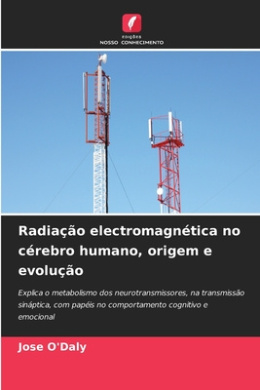 edições
NOSSO CONHECIMENTO
Radiação electromagnética no
cérebro humano, origem e
evolução
Explica o metabolismo dos neurotransmissores, na transmissão
sináptica, com papéis no comportamento cognitivo e
emocional
Jose O'Daly